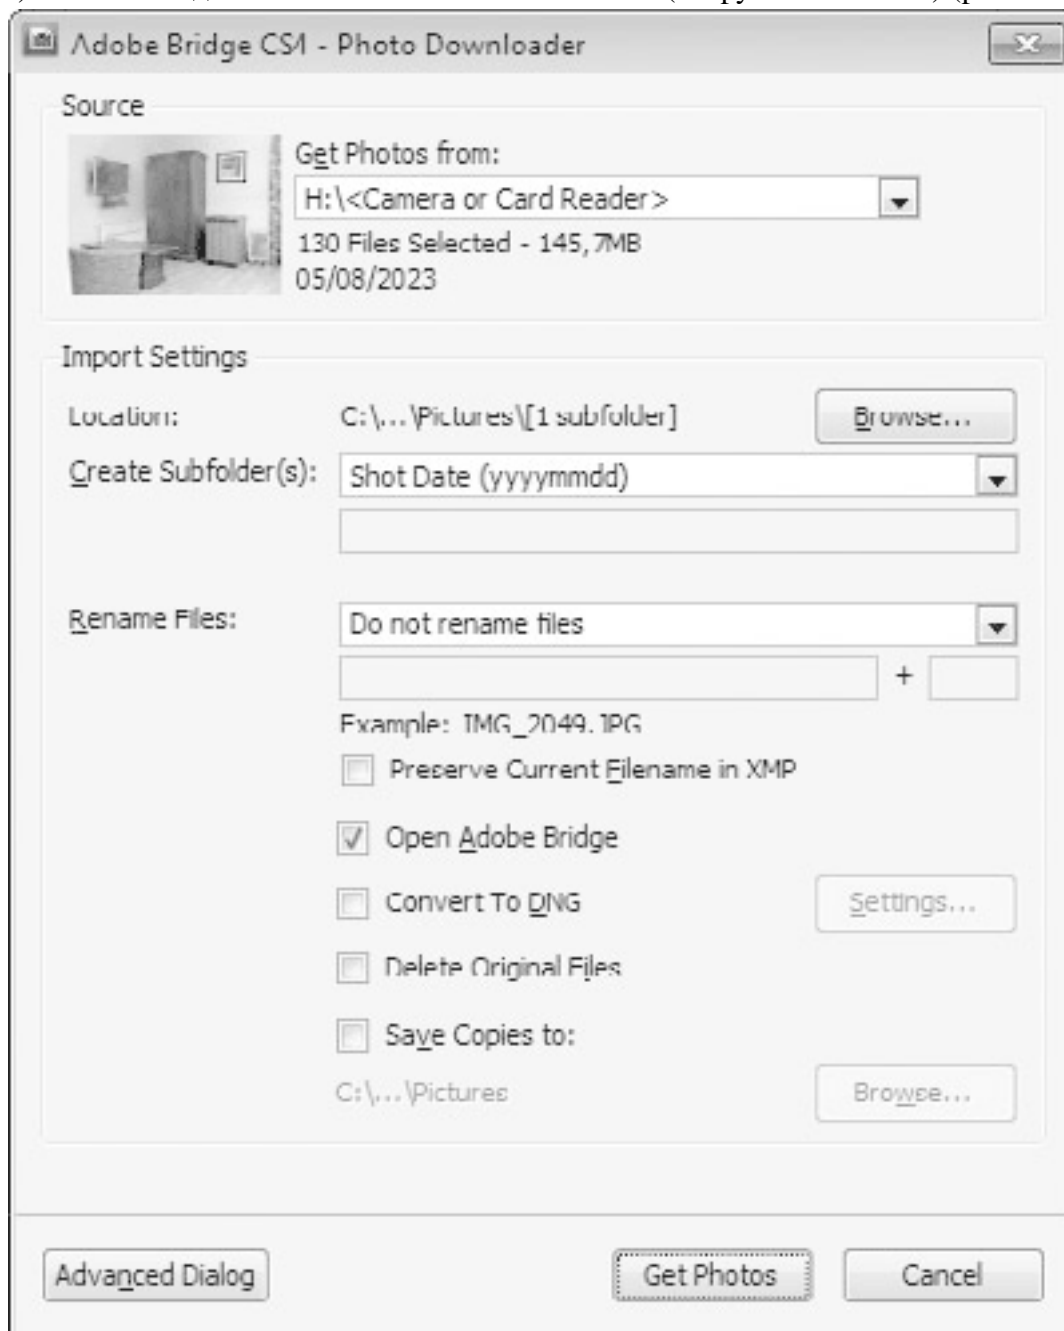 Adobe Bridge CS4 - Photo Downloader
Source
Get Photos from:
H:\<Camera or Card Reader>
130 Files Selected - 145,7MB
05/08/2023
Import Settings
Location: C:\...\Pictures\[1 subfolder] Browse...
Create Subfolder(s): Shot Date (yyyymmdd)
Rename Files: Do not rename files
+
Example: IMG_2049.JPG
Preserve Current Filename in XMP
Open Adobe Bridge
Convert To DNG Settings...
Delete Original Files
Save Copies to:
C:\...\Pictures Browse...
Advanced Dialog Get Photos Cancel